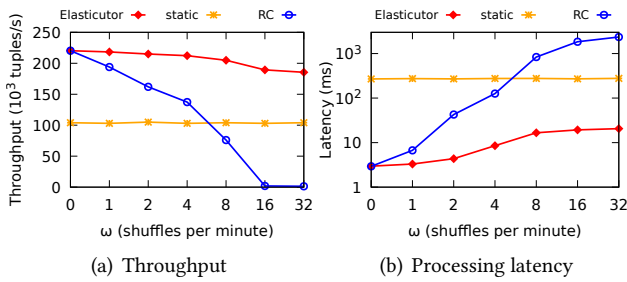 Elasticutor static RC
Throughput (10³ tuples/s)
250
200
150
100
50
0
0 1 2 4 8 16 32
ω (shuffles per minute)
(a) Throughput
Elasticutor static RC
Latency (ms)
10³
10²
10
1
0 1 2 4 8 16 32
ω (shuffles per minute)
(b) Processing latency